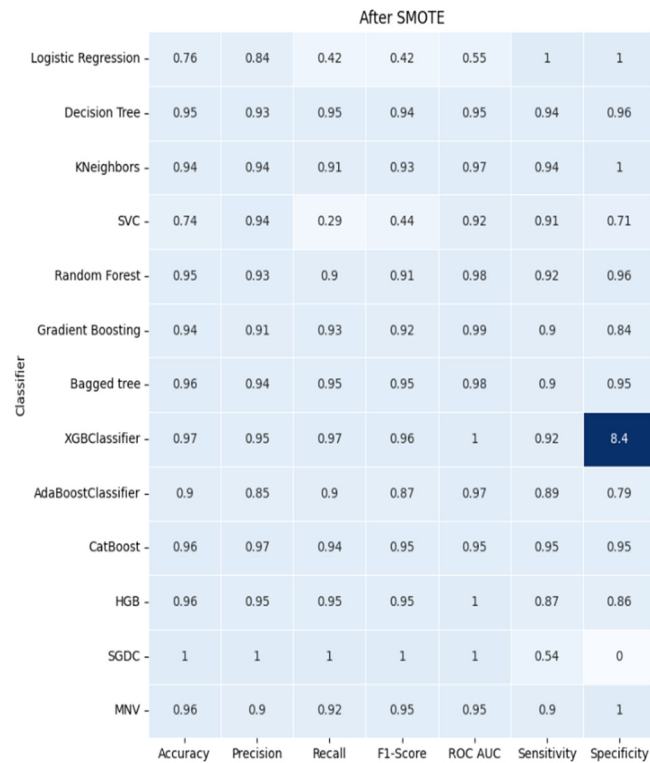 After SMOTE
Classifier
Logistic Regression 0.76 0.84 0.42 0.42 0.55 1 1
Decision Tree 0.95 0.93 0.95 0.94 0.95 0.94 0.96
KNeighbors 0.94 0.94 0.91 0.93 0.97 0.94 1
SVC 0.74 0.94 0.29 0.44 0.92 0.91 0.71
Random Forest 0.95 0.93 0.9 0.91 0.98 0.92 0.96
Gradient Boosting 0.94 0.91 0.93 0.92 0.99 0.9 0.84
Bagged tree 0.96 0.94 0.95 0.95 0.98 0.9 0.95
XGBClassifier 0.97 0.95 0.97 0.96 1 0.92 8.4
AdaBoostClassifier 0.9 0.85 0.9 0.87 0.97 0.89 0.79
CatBoost 0.96 0.97 0.94 0.95 0.95 0.95 0.95
HGB 0.96 0.95 0.95 0.95 1 0.87 0.86
SGDC 1 1 1 1 1 0.54 0
MNV 0.96 0.9 0.92 0.95 0.95 0.9 1
Accuracy Precision Recall F1-Score ROC AUC Sensitivity Specificity